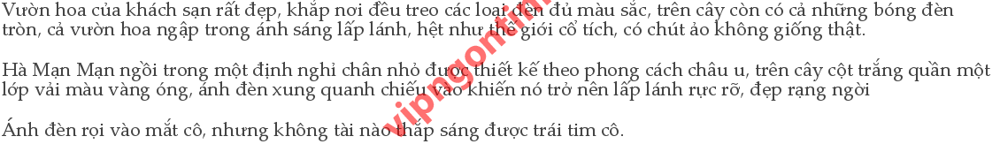 Vườn hoa của khách sạn rất đẹp, khắp nơi đều treo các loại đèn đủ màu sắc, trên cây còn có cả những bóng đèn
tròn, cả vườn hoa ngập trong ánh sáng lấp lánh, hệt như thế giới cổ tích, có chút ảo không giống thật.
Hà Mạn Mạn ngồi trong một định nghỉ chân nhỏ được thiết kế theo phong cách châu u, trên cây cột trắng quần một
lớp vải màu vàng óng, ánh đèn xung quanh chiếu vào khiến nó trở nên lấp lánh rực rỡ, đẹp rạng ngời
Ánh đèn rọi vào mắt cô, nhưng không tài nào thắp sáng được trái tim cô.